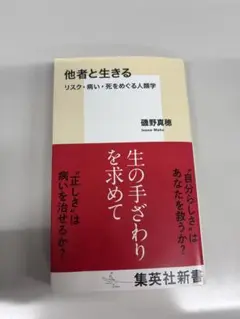 他者と生きる
リスク・病い・死をめぐる人類学
磯野真穂
Isono Maho
生の手ざわり
を求めて
“自分らしさ”は
あなたを救うか?
“正しさ”は
病いを治せるか?
集英社新書